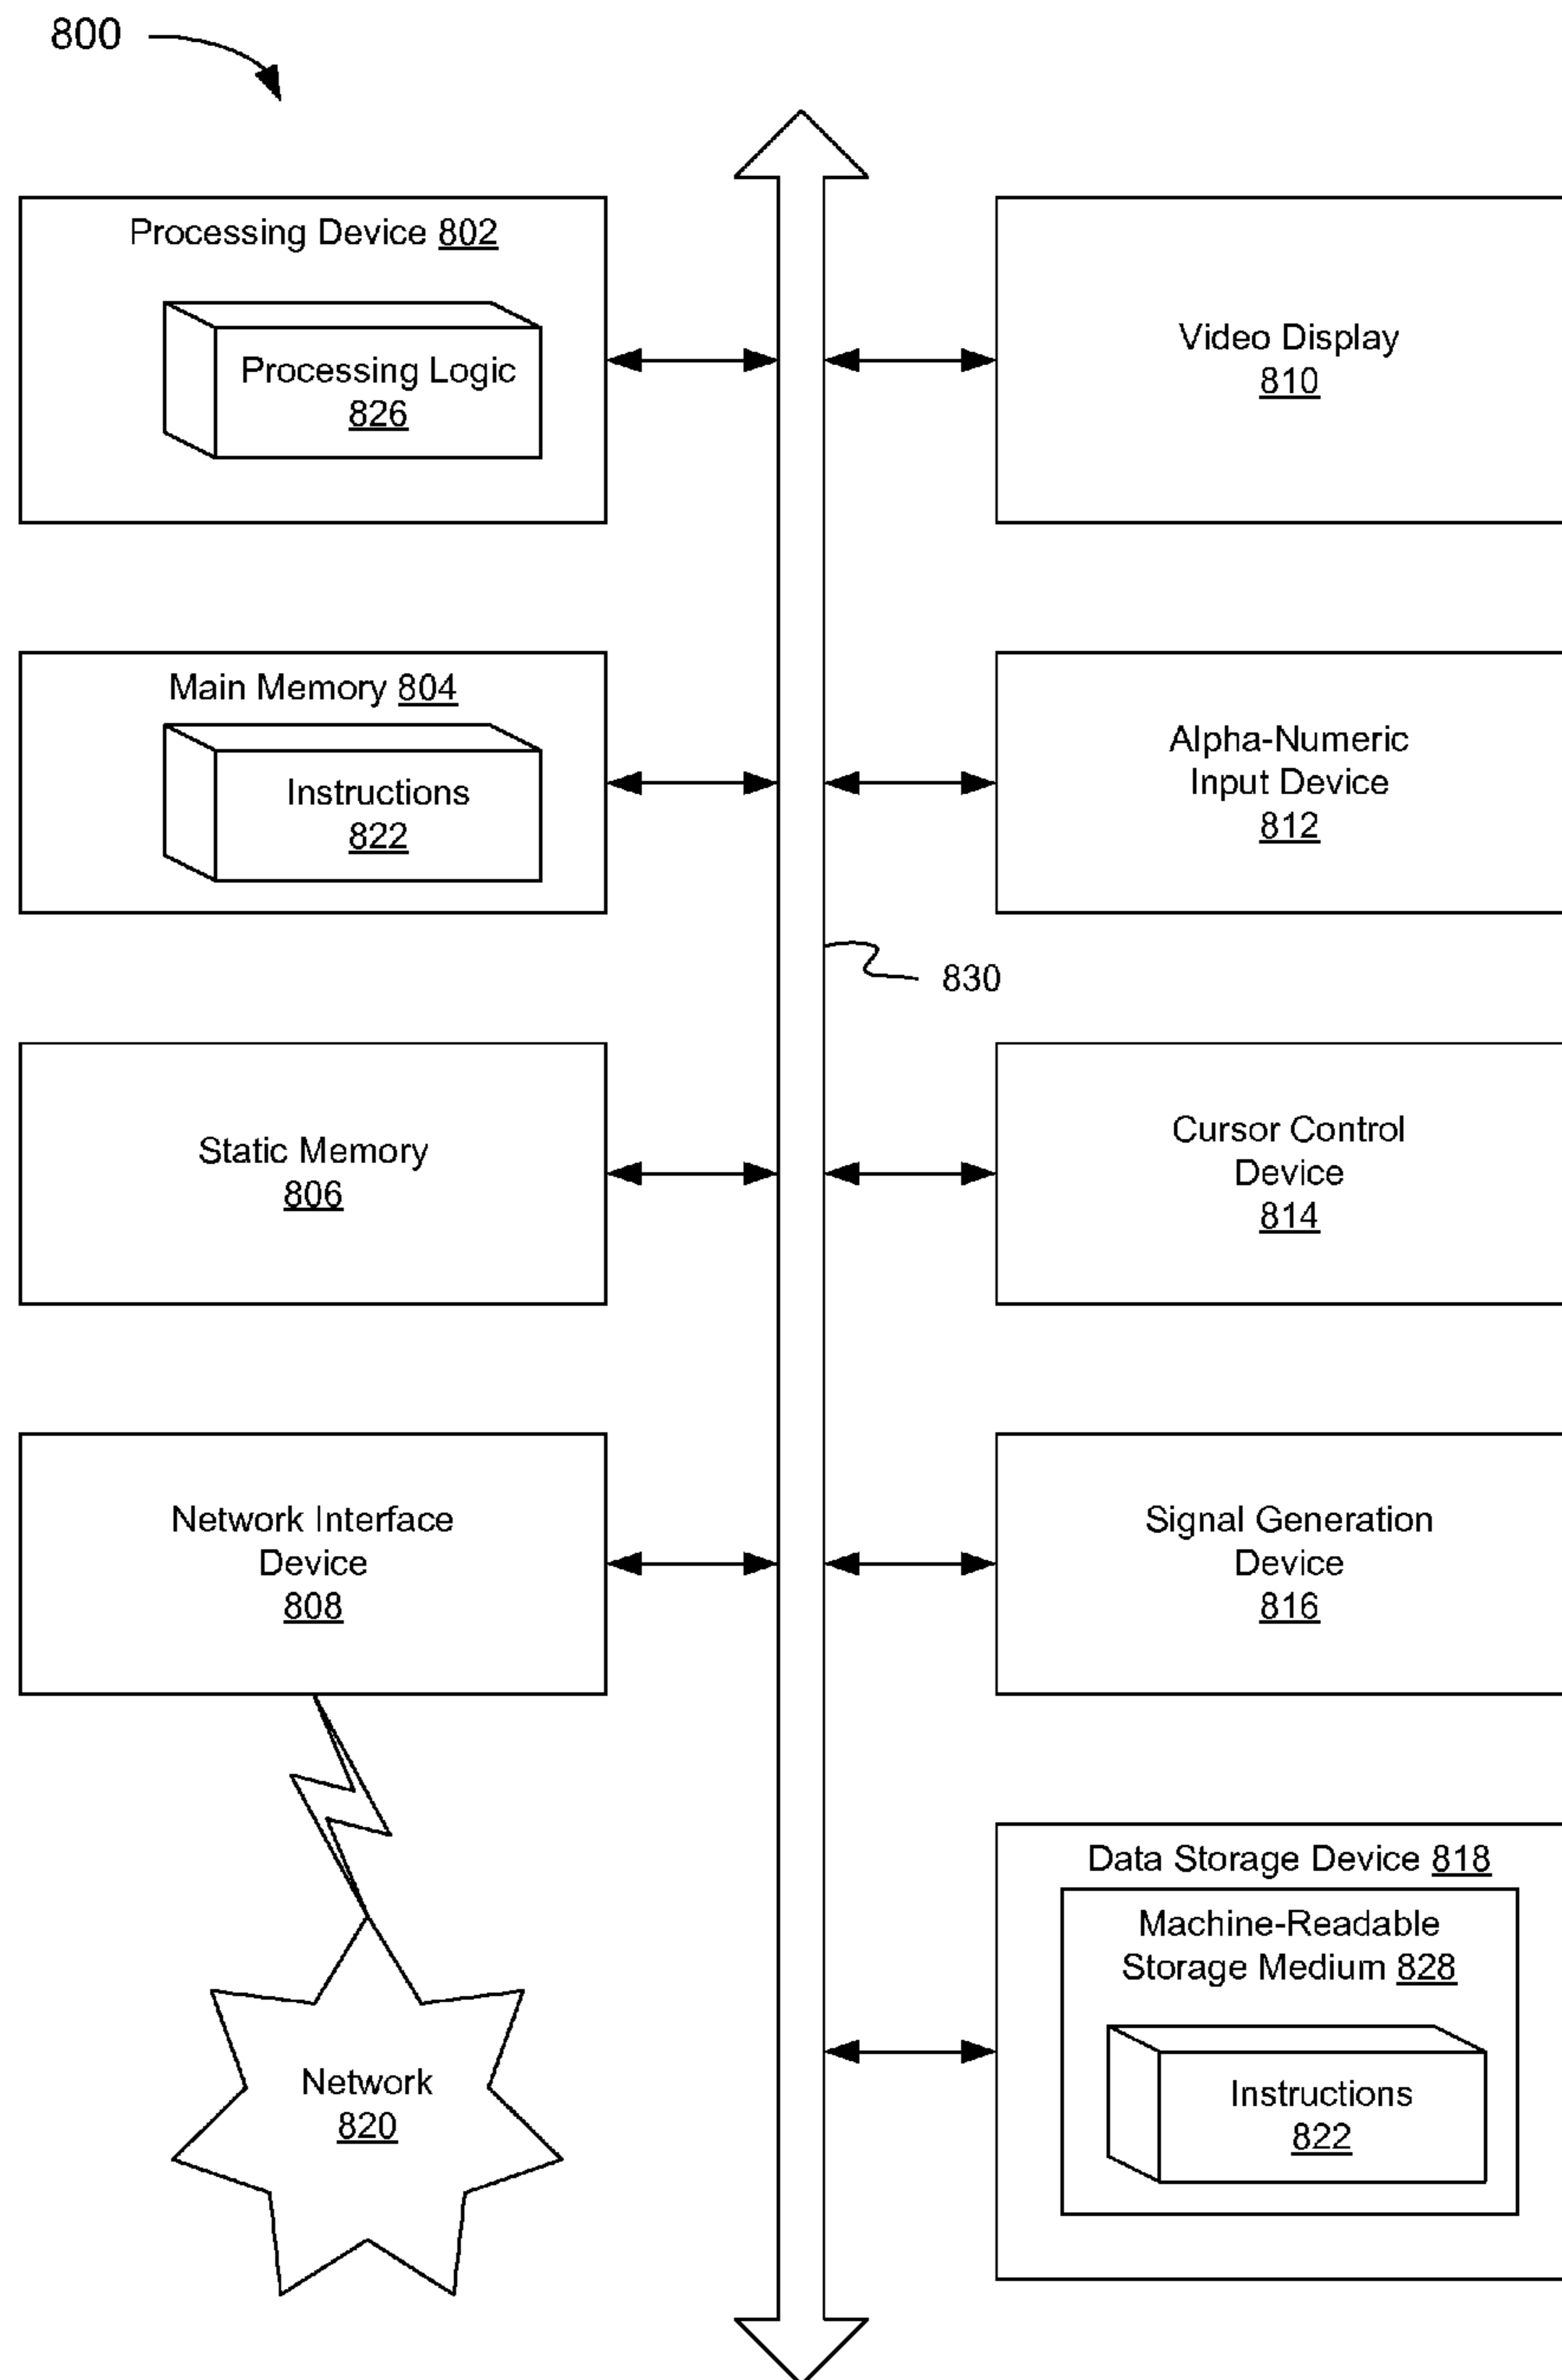 800
Processing Device 802
Processing Logic
826
Video Display
810
Main Memory 804
Instructions
822
Alpha-Numeric
Input Device
812
830
Static Memory
806
Cursor Control
Device
814
Network Interface
Device
808
Signal Generation
Device
816
Data Storage Device 818
Machine-Readable
Storage Medium 828
Instructions
822
Network
820